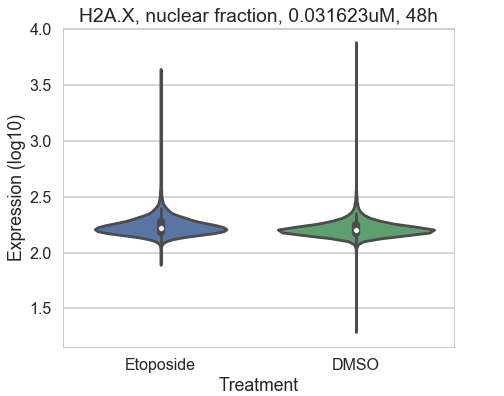 H2A.X, nuclear fraction, 0.031623uM, 48h
Expression (log10)
4.0
3.5
3.0
2.5
2.0
1.5
Etoposide
DMSO
Treatment